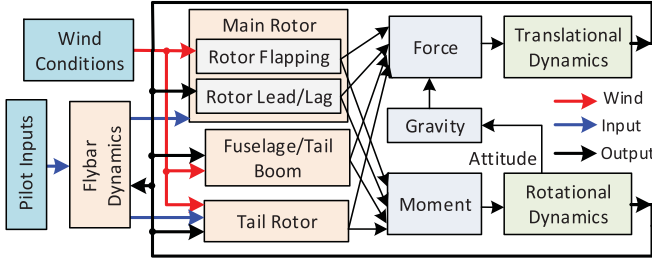 Main Rotor
Wind
Conditions
Rotor Flapping
Rotor Lead/Lag
Force
Translational
Dynamics
Wind
Input
Output
Pilot Inputs
Flybar
Dynamics
Fuselage/Tail
Boom
Gravity
Attitude
Tail Rotor
Moment
Rotational
Dynamics